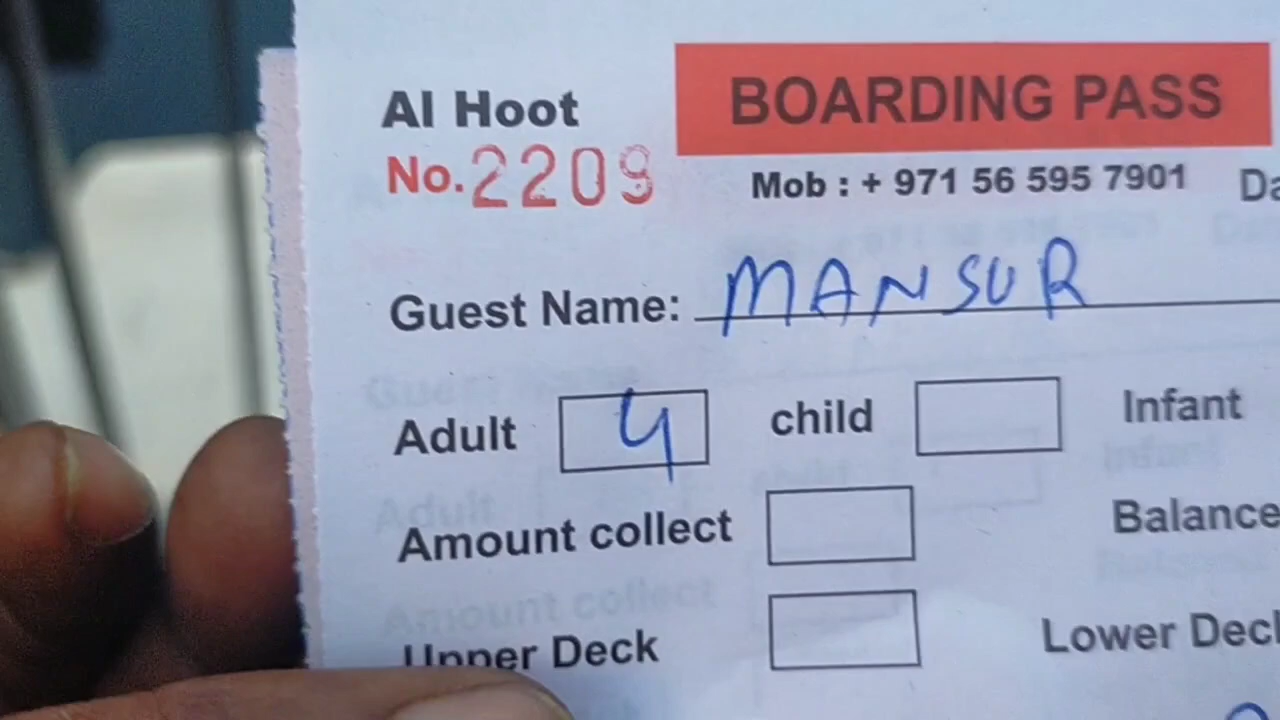 Al Hoot
BOARDING PASS
No. 2209
Mob : + 971 56 595 7901
Guest Name: MANSUR
Adult 4 child Infant
Amount collect Balance
Upper Deck Lower Deck